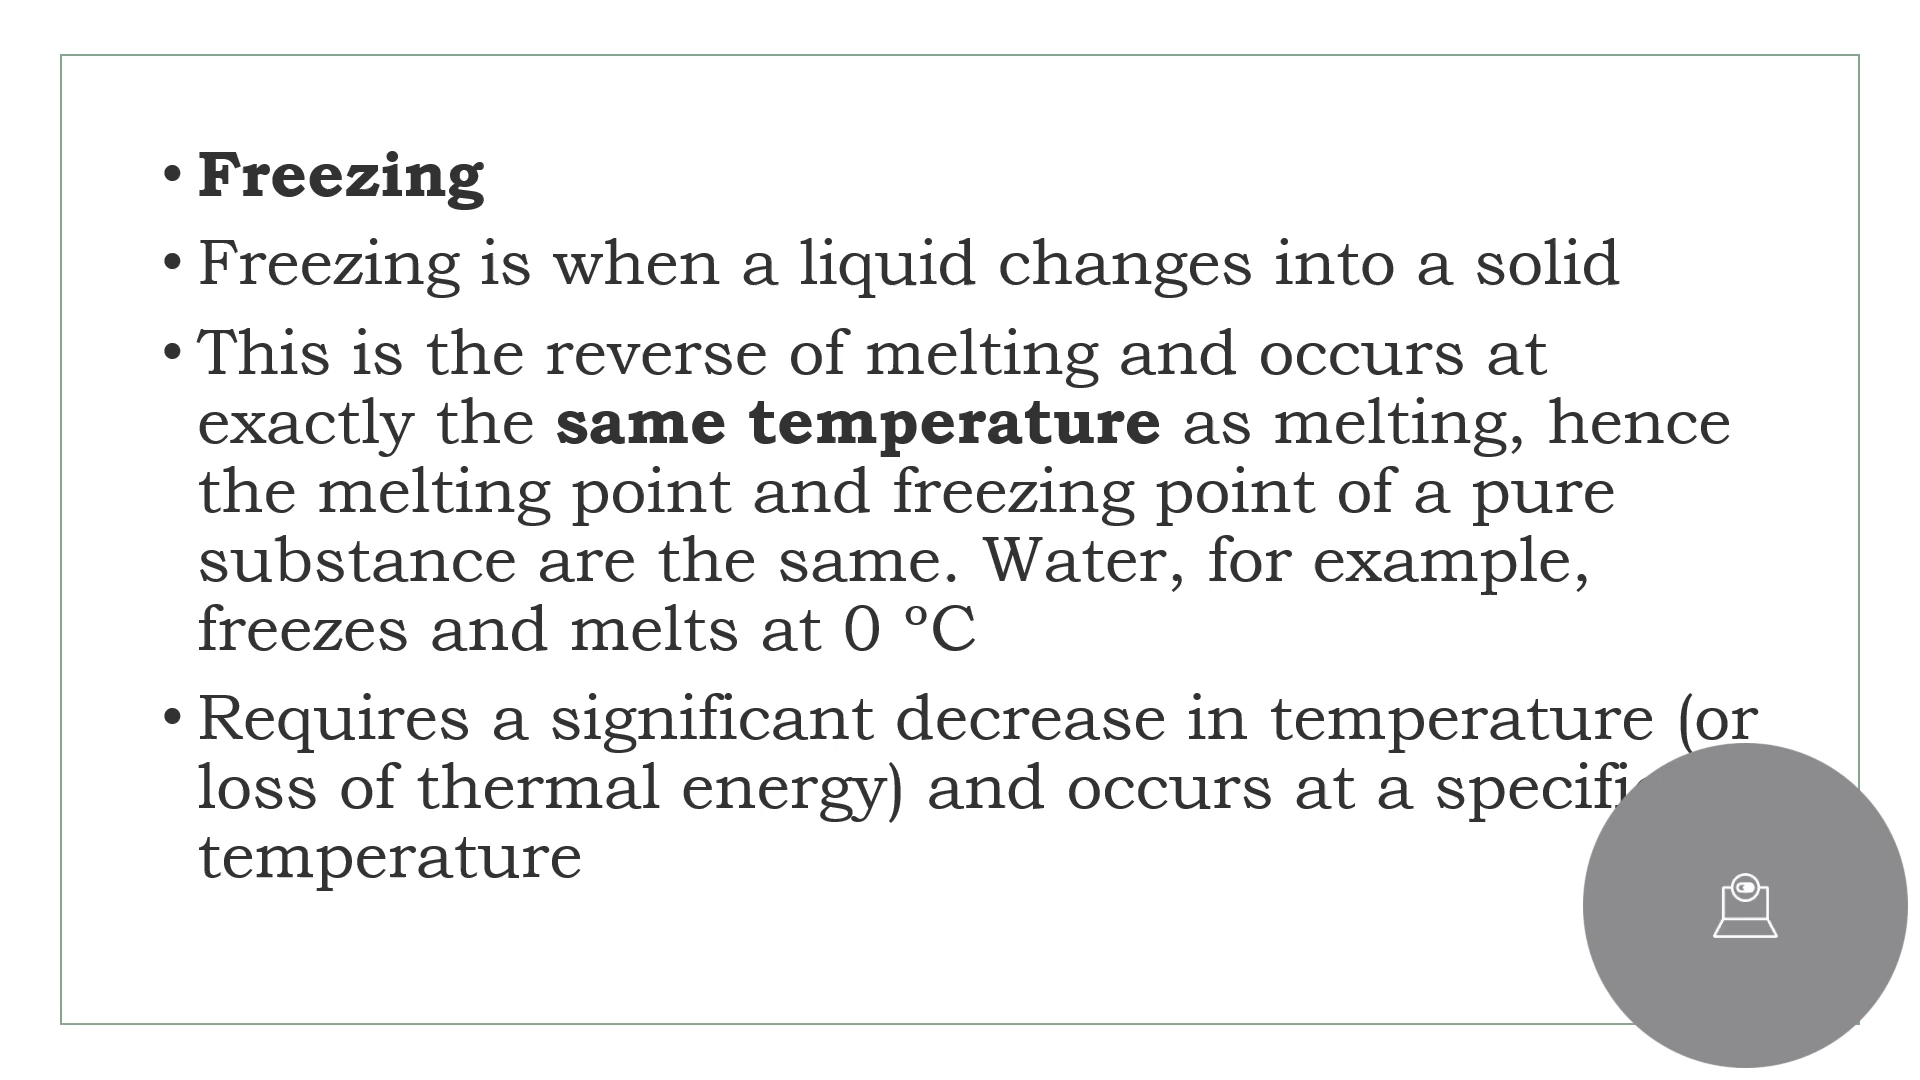 • Freezing
• Freezing is when a liquid changes into a solid
• This is the reverse of melting and occurs at
exactly the same temperature as melting, hence
the melting point and freezing point of a pure
substance are the same. Water, for example,
freezes and melts at 0 °C
• Requires a significant decrease in temperature (or
loss of thermal energy) and occurs at a specific
temperature